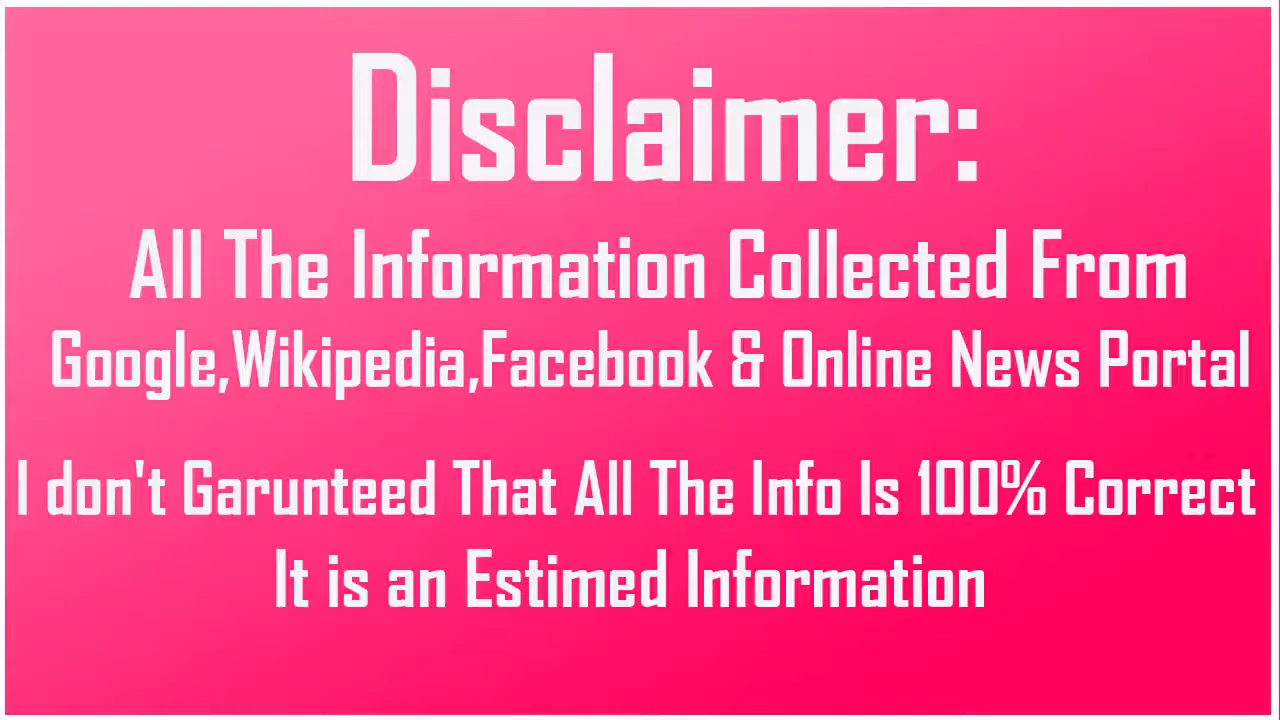 Disclaimer:
All The Information Collected From
Google,Wikipedia,Facebook & Online News Portal
I don't Garunteed That All The Info Is 100% Correct
It is an Estimed Information